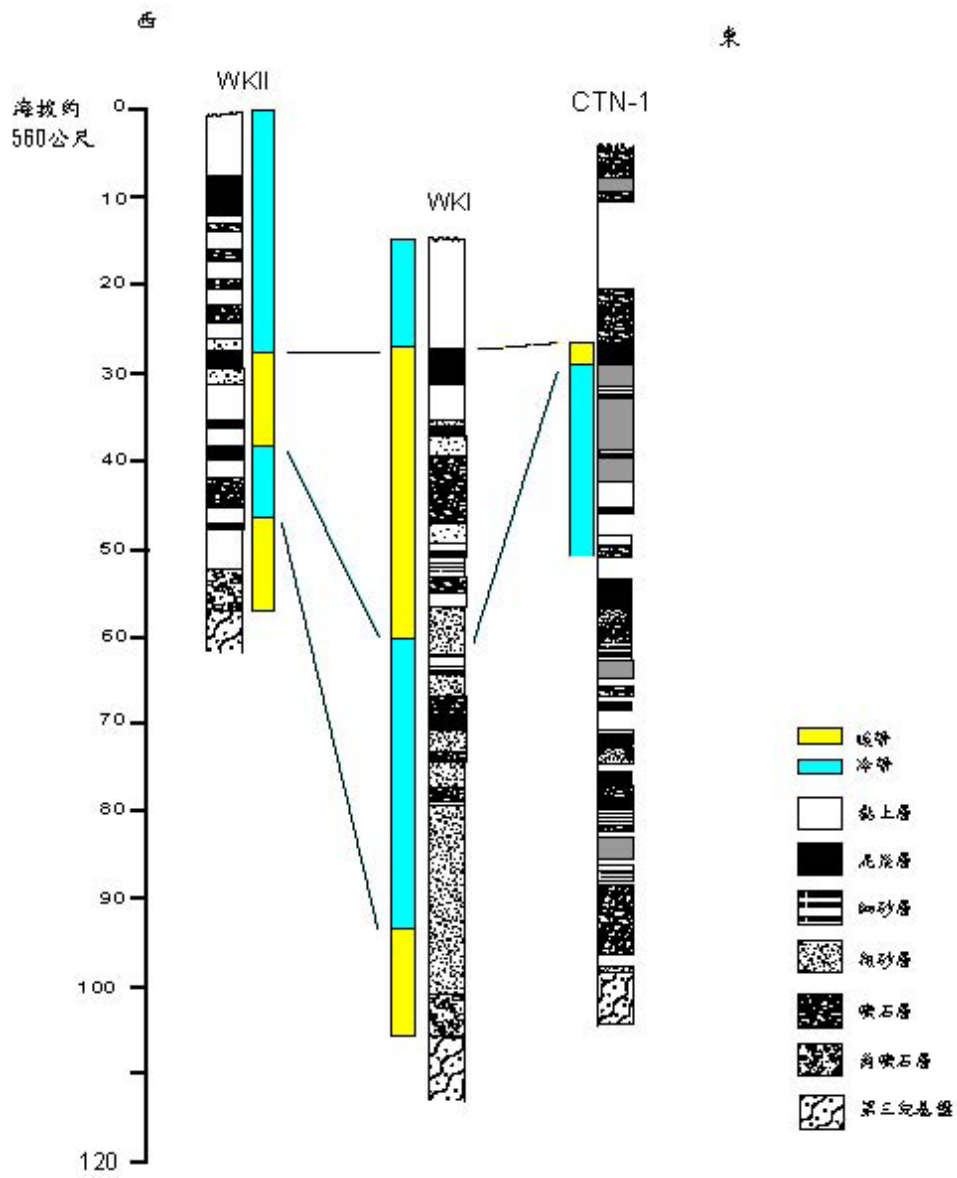 西
東
WKII
CTN-1
海拔約
560公尺
0
10
WKI
20
30
40
50
60
70
暖期
冷期
80
黏土層
泥炭層
90
細砂層
粗砂層
100
礫石層
角礫石層
第三紀基盤
120